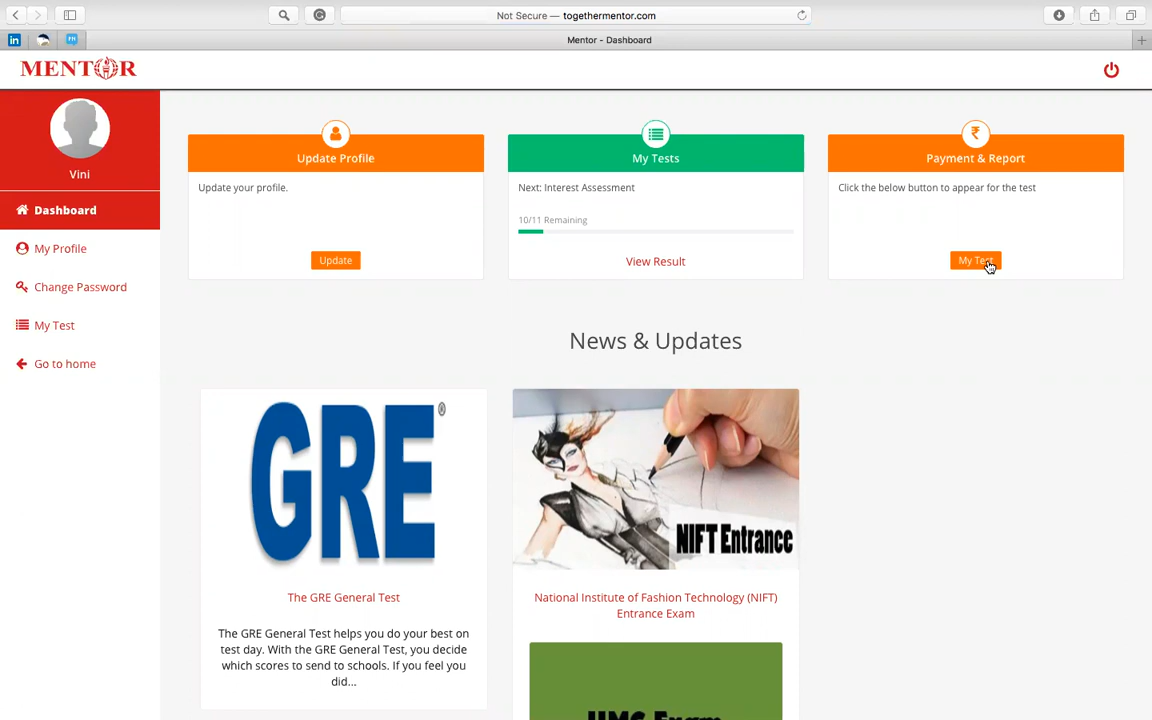 Not Secure — togethermentor.com
Mentor - Dashboard
MENTOR
Vini
Dashboard
My Profile
Change Password
My Test
Go to home
Update Profile
Update your profile.
Update
My Tests
Next: Interest Assessment
10/11 Remaining
View Result
Payment & Report
Click the below button to appear for the test
My Test
News & Updates
GRE®
The GRE General Test
The GRE General Test helps you do your best on
test day. With the GRE General Test, you decide
which scores to send to schools. If you feel you
did...
NIFT Entrance
National Institute of Fashion Technology (NIFT)
Entrance Exam